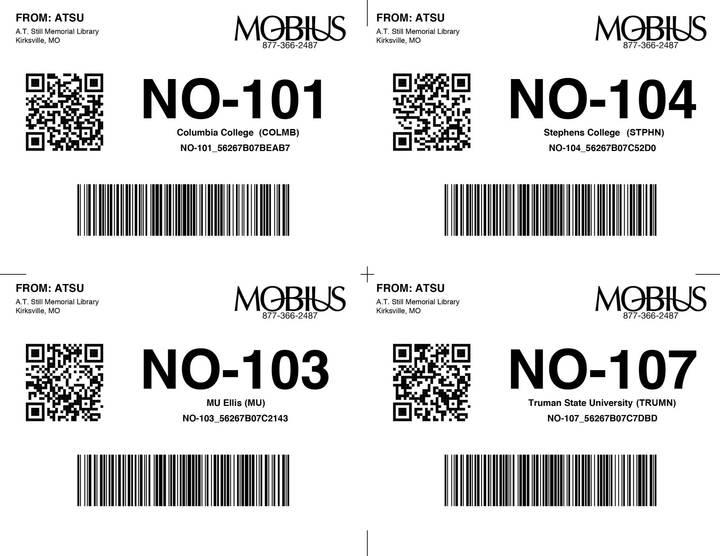 FROM: ATSU
A.T. Still Memorial Library
Kirksville, MO
MOBIUS
877-366-2487
NO-101
Columbia College (COLMB)
NO-101_56267B07BEAB7
FROM: ATSU
A.T. Still Memorial Library
Kirksville, MO
MOBIUS
877-366-2487
NO-104
Stephens College (STPHN)
NO-104_56267B07C52D0
FROM: ATSU
A.T. Still Memorial Library
Kirksville, MO
MOBIUS
877-366-2487
NO-103
MU Ellis (MU)
NO-103_56267B07C2143
FROM: ATSU
A.T. Still Memorial Library
Kirksville, MO
MOBIUS
877-366-2487
NO-107
Truman State University (TRUMN)
NO-107_56267B07C7DBD